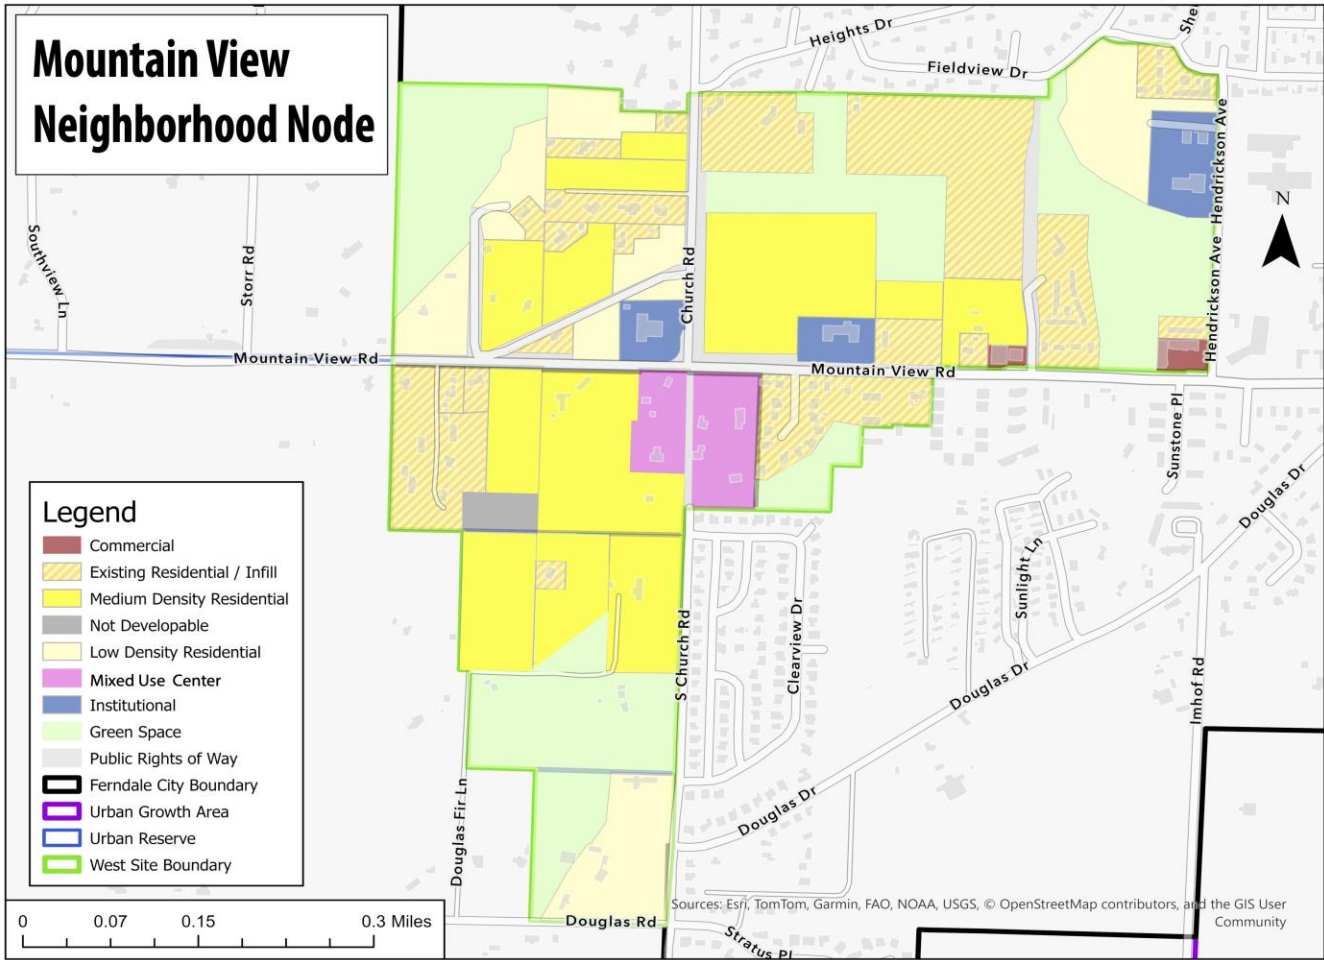 Mountain View
Neighborhood Node
Heights Dr
Fieldview Dr
Hendrickson Ave
Hendrickson Ave
N
Southview Ln
Storr Rd
Church Rd
Mountain View Rd
Mountain View Rd
Sunstone Pl
Douglas Dr
Sunlight Ln
Clearview Dr
S Church Rd
Douglas Dr
Imhof Rd
Douglas Dr
Douglas Fir Ln
Douglas Rd
Stratus Pl
Legend
Commercial
Existing Residential / Infill
Medium Density Residential
Not Developable
Low Density Residential
Mixed Use Center
Institutional
Green Space
Public Rights of Way
Ferndale City Boundary
Urban Growth Area
Urban Reserve
West Site Boundary
0 0.07 0.15 0.3 Miles
Sources: Esri, TomTom, Garmin, FAO, NOAA, USGS, © OpenStreetMap contributors, and the GIS User
Community